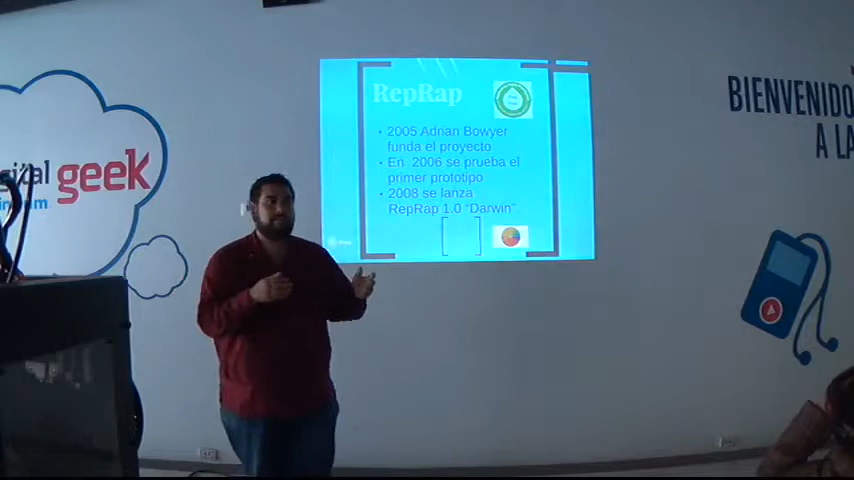 RepRap
• 2005 Adrian Bowyer
funda el proyecto
• En 2006 se prueba el
primer prototipo
• 2008 se lanza
RepRap 1.0 "Darwin".
geek
BIENVENIDO
A LA